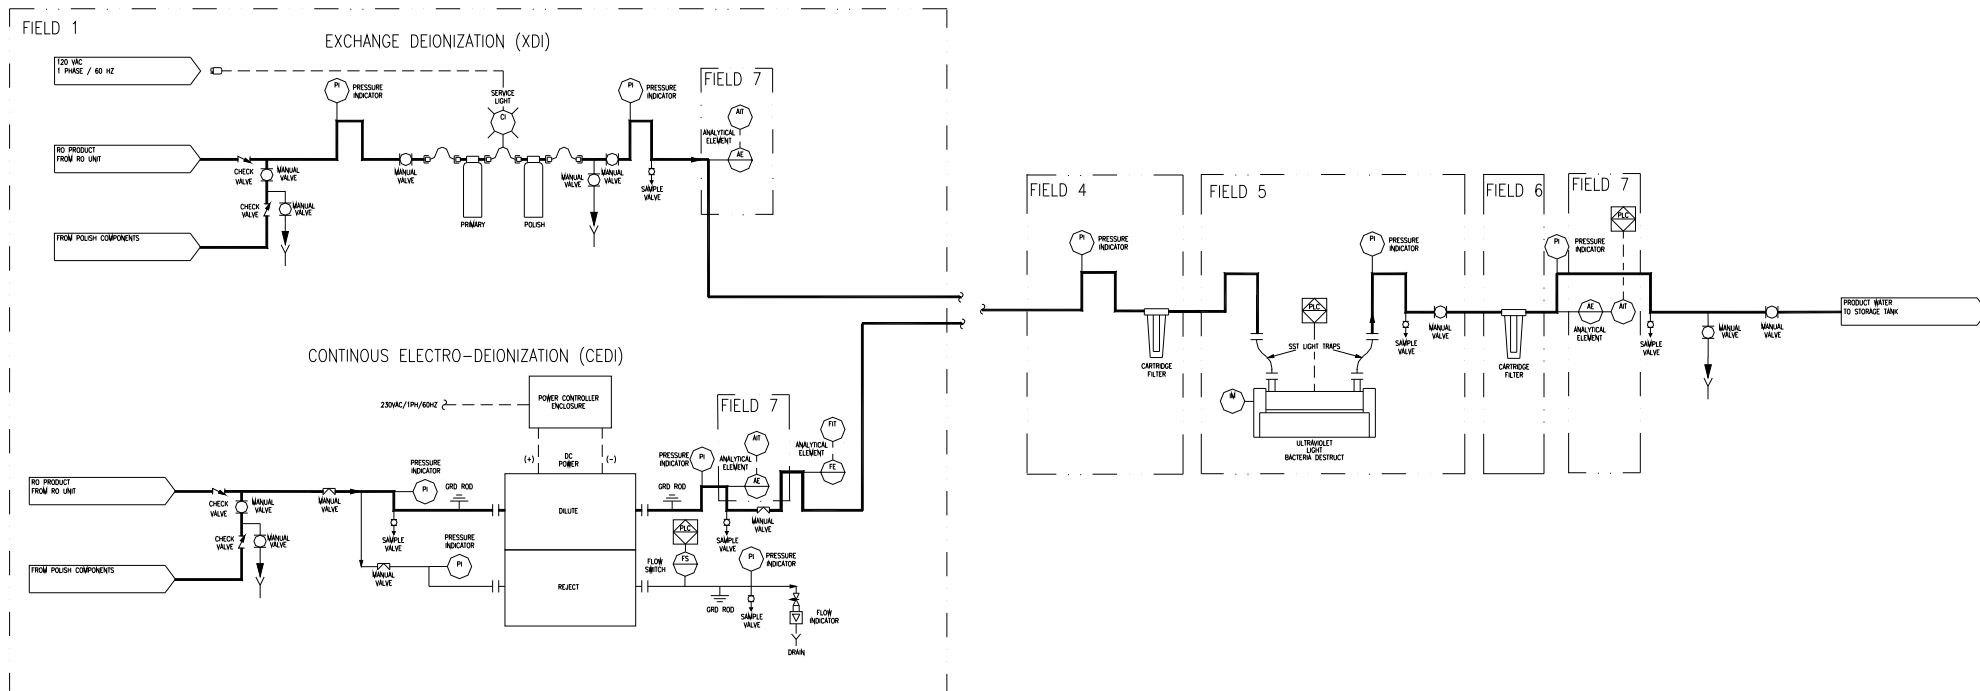 FIELD 1
EXCHANGE DEIONIZATION (XDI)
120 VAC
1 PHASE / 60 HZ
PI
PRESSURE
INDICATOR
SERVICE
LIGHT
CI
PI
PRESSURE
INDICATOR
FIELD 7
AIT
ANALYTICAL
ELEMENT
AE
RO PRODUCT
FROM RO UNIT
CHECK
VALVE
MANUAL
VALVE
MANUAL
VALVE
MANUAL
VALVE
MANUAL
VALVE
SAMPLE
VALVE
CHECK
VALVE
MANUAL
VALVE
PRIMARY
POLISH
FROM POLISH COMPONENTS
CONTINOUS ELECTRO-DEIONIZATION (CEDI)
230VAC/1PH/60HZ
POWER CONTROLLER
ENCLOSURE
(+)
DC
POWER
(-)
FIELD 7
PRESSURE
INDICATOR
PI
ANALYTICAL
ELEMENT
AIT
AE
ANALYTICAL
ELEMENT
FIT
FE
RO PRODUCT
FROM RO UNIT
CHECK
VALVE
MANUAL
VALVE
MANUAL
VALVE
PRESSURE
INDICATOR
PI
GRD ROD
DILUTE
GRD ROD
SAMPLE
VALVE
MANUAL
VALVE
PLC
CHECK
VALVE
MANUAL
VALVE
SAMPLE
VALVE
PRESSURE
INDICATOR
PI
MANUAL
VALVE
FROM POLISH COMPONENTS
REJECT
FLOW
SWITCH
FS
PI
PRESSURE
INDICATOR
GRD ROD
SAMPLE
VALVE
FLOW
INDICATOR
DRAIN
FIELD 4
PI
PRESSURE
INDICATOR
CARTRIDGE
FILTER
FIELD 5
PLC
SST LIGHT TRAPS
PI
PRESSURE
INDICATOR
SAMPLE
VALVE
MANUAL
VALVE
ULTRAVIOLET
LIGHT
BACTERIA DESTRUCT
FIELD 6
CARTRIDGE
FILTER
PI
PRESSURE
INDICATOR
FIELD 7
PLC
AE
AIT
ANALYTICAL
ELEMENT
SAMPLE
VALVE
MANUAL
VALVE
MANUAL
VALVE
PRODUCT WATER
TO STORAGE TANK